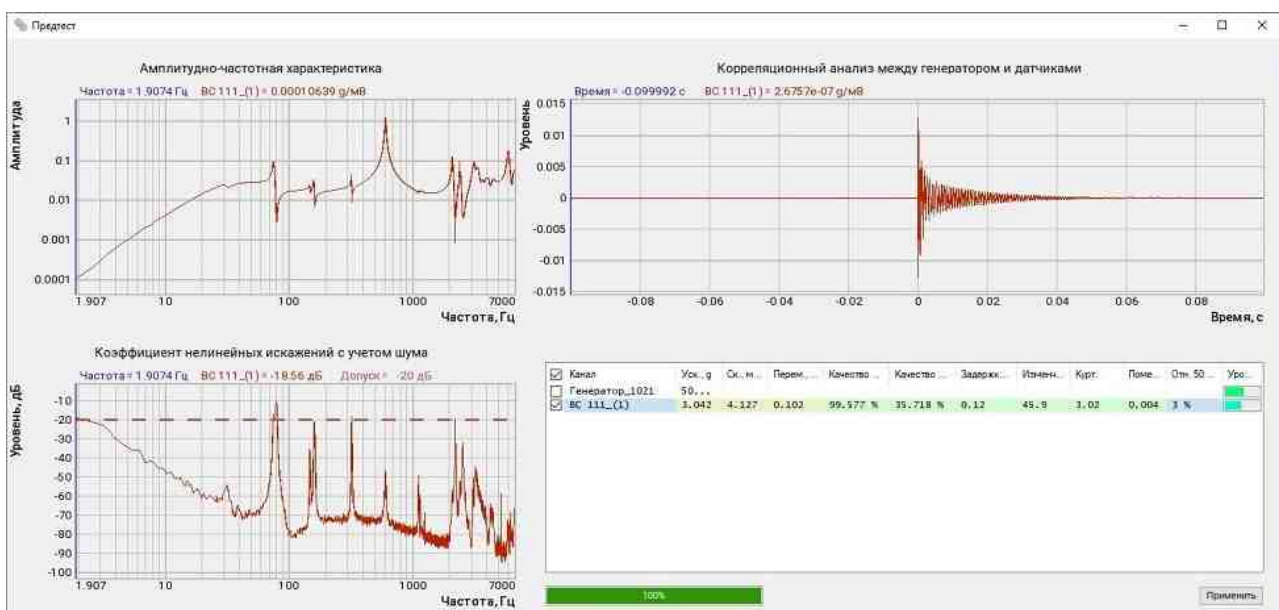 Предтест
Амплитудно-частотная характеристика
Частота = 1.9074 Гц ВС 111_(1) = 0.00010639 g/мВ
Амплитуда
1
0.1
0.01
0.001
0.0001
1.907 10 100 1000 7000
Частота, Гц
Корреляционный анализ между генератором и датчиками
Время = -0.099992 с ВС 111_(1) = 2.6757e-07 g/мВ
Уровень
0.015
0.01
0.005
0
-0.005
-0.01
-0.015
-0.08 -0.06 -0.04 -0.02 0 0.02 0.04 0.06 0.08
Время, с
Коэффициент нелинейных искажений с учетом шума
Частота = 1.9074 Гц ВС 111_(1) = -18.56 дБ Допуск = -20 дБ
Уровень, дБ
-10
-20
-30
-40
-50
-60
-70
-80
-90
-100
1.907 10 100 1000 7000
Частота, Гц
Канал Уск., g Ск., м... Перем., ... Качество ... Качество ... Задержк... Измен... Курт. Поме... Отн. 50 ... Уро...
Генератор_1021 50,...
ВС 111_(1) 3.042 4.127 0.102 99.577 % 35.718 % 0.12 45.9 3.02 0,004 3 %
100%
Применить